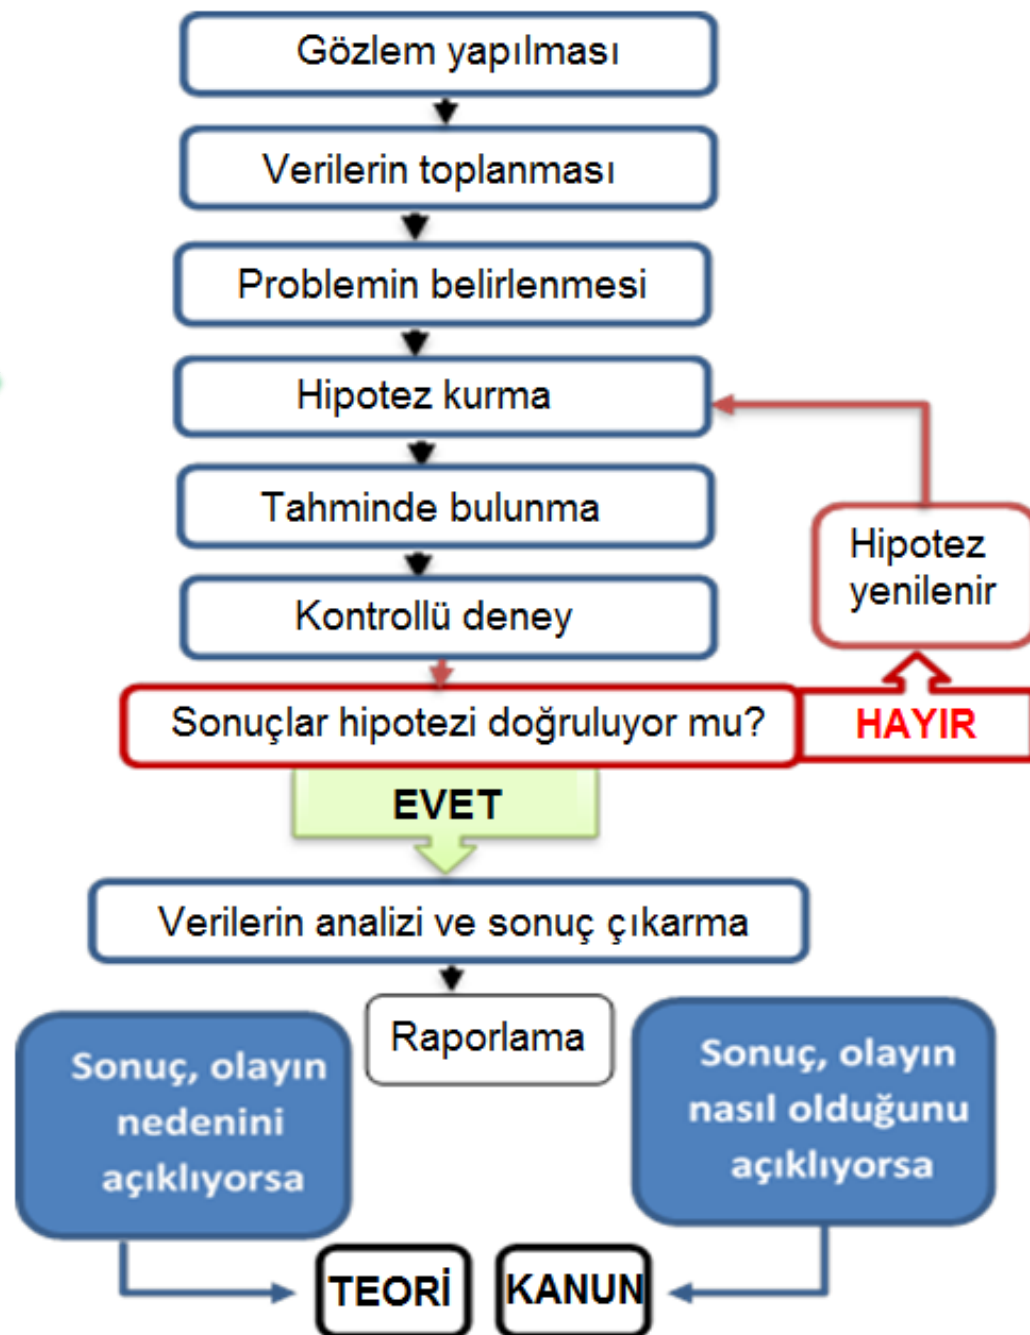 Gözlem yapılması
Verilerin toplanması
Problemin belirlenmesi
Hipotez kurma
Tahminde bulunma
Kontrollü deney
Hipotez
yenilenir
Sonuçlar hipotezi doğruluyor mu?
HAYIR
EVET
Verilerin analizi ve sonuç çıkarma
Raporlama
Sonuç, olayın
nedenini
açıklıyorsa
Sonuç, olayın
nasıl olduğunu
açıklıyorsa
TEORİ
KANUN